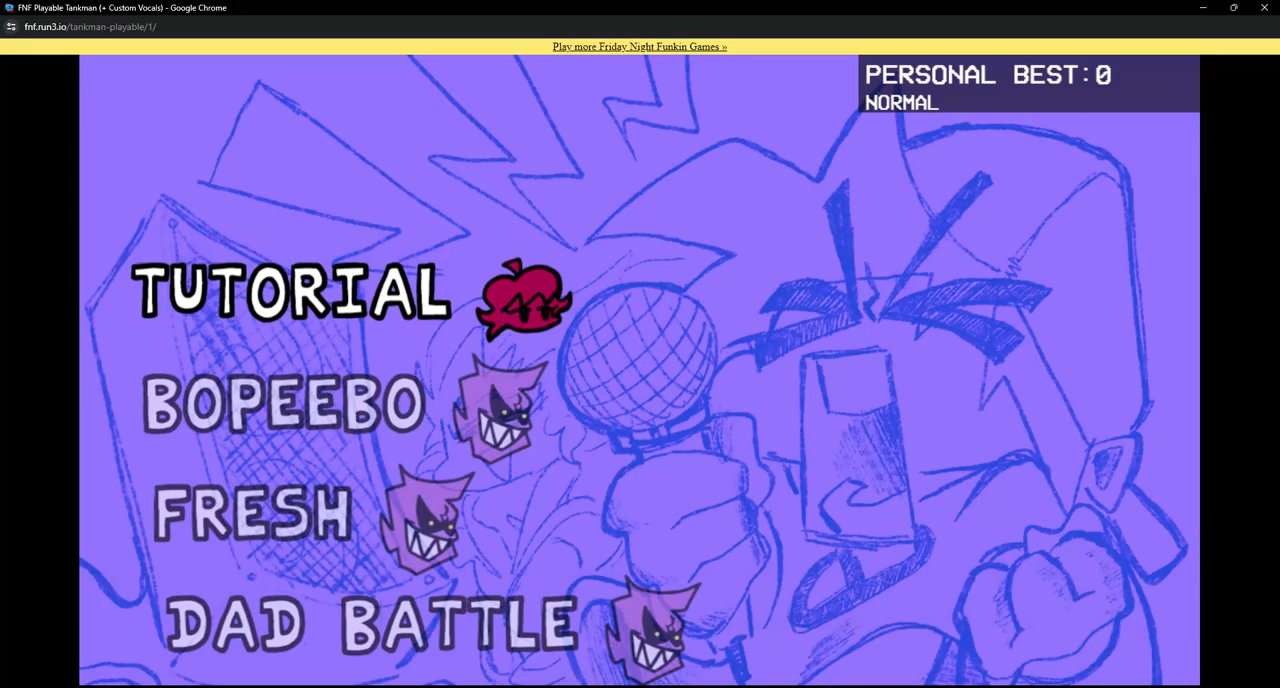 FNF Playable Tankman (+ Custom Vocals) - Google Chrome
fnf.run3.io/tankman-playable/1/
Play more Friday Night Funkin Games »
PERSONAL BEST:0
NORMAL
TUTORIAL
BOPEEBO
FRESH
DAD BATTLE